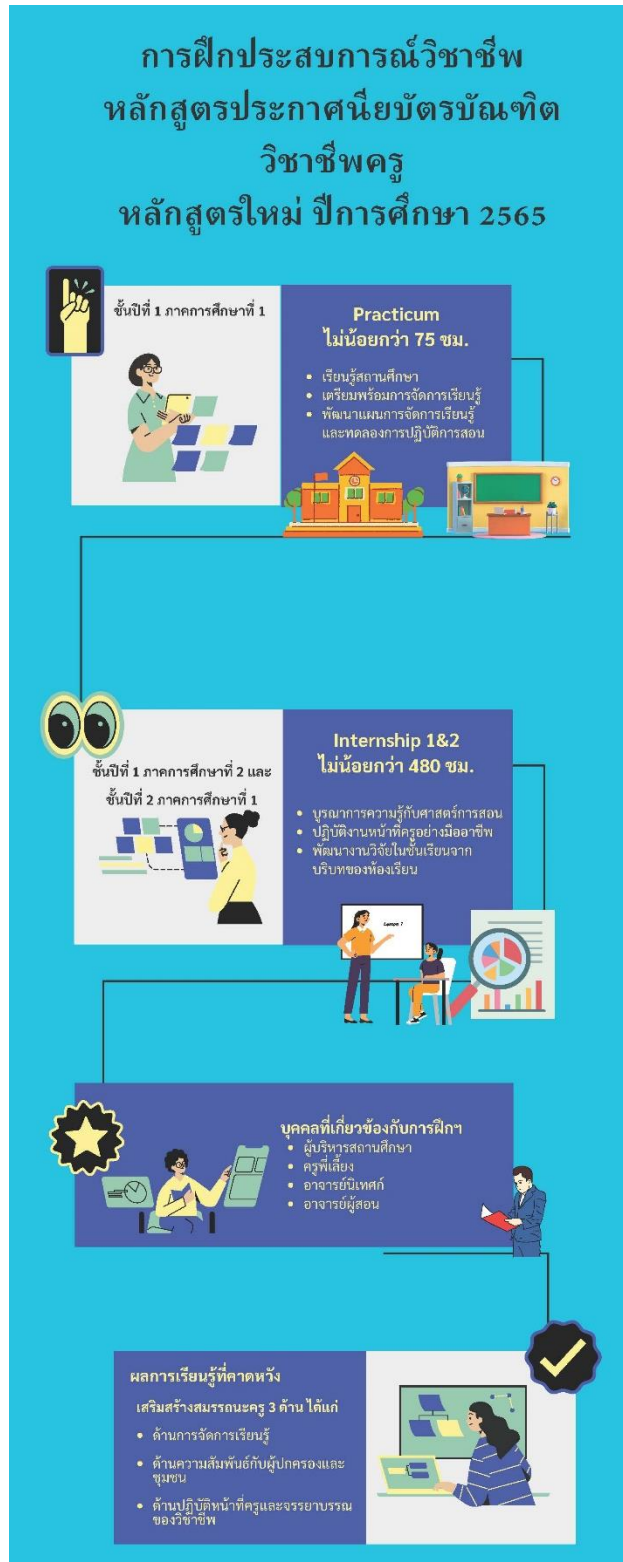 การฝึกประสบการณ์วิชาชีพ
หลักสูตรประกาศนียบัตรบัณฑิต
วิชาชีพครู
หลักสูตรใหม่ ปีการศึกษา 2565
ชั้นปีที่ 1 ภาคการศึกษาที่ 1
Practicum
ไม่น้อยกว่า 75 ชม.
• เรียนรู้สถานศึกษา
• เตรียมพร้อมการจัดการเรียนรู้
• พัฒนาแผนการจัดการเรียนรู้
และทดลองการปฏิบัติการสอน
ชั้นปีที่ 1 ภาคการศึกษาที่ 2 และ
ชั้นปีที่ 2 ภาคการศึกษาที่ 1
Internship 1&2
ไม่น้อยกว่า 480 ชม.
• บูรณาการความรู้กับศาสตร์การสอน
• ปฏิบัติงานหน้าที่ครูอย่างมืออาชีพ
• พัฒนางานวิจัยในชั้นเรียนจาก
บริบทของห้องเรียน
บุคคลที่เกี่ยวข้องกับการฝึกฯ
• ผู้บริหารสถานศึกษา
• ครูพี่เลี้ยง
• อาจารย์นิเทศก์
• อาจารย์ผู้สอน
ผลการเรียนรู้ที่คาดหวัง
เสริมสร้างสมรรถนะครู 3 ด้าน ได้แก่
• ด้านการจัดการเรียนรู้
• ด้านความสัมพันธ์กับผู้ปกครองและ
ชุมชน
• ด้านปฏิบัติหน้าที่ครูและจรรยาบรรณ
ของวิชาชีพ